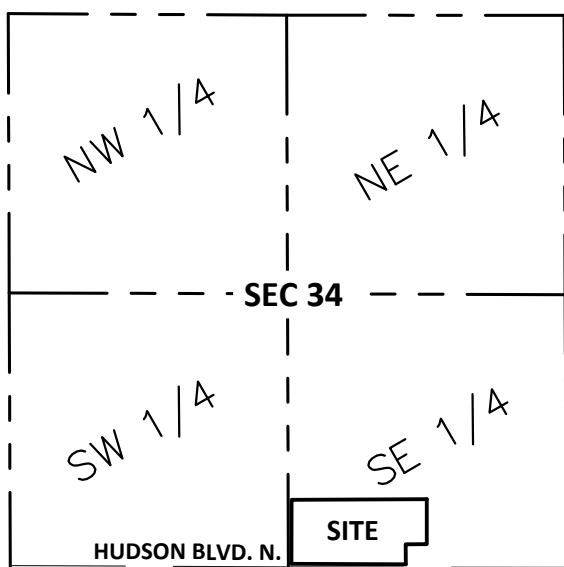 NW 1/4
NE 1/4
SEC 34
SW 1/4
SE 1/4
SITE
HUDSON BLVD. N.